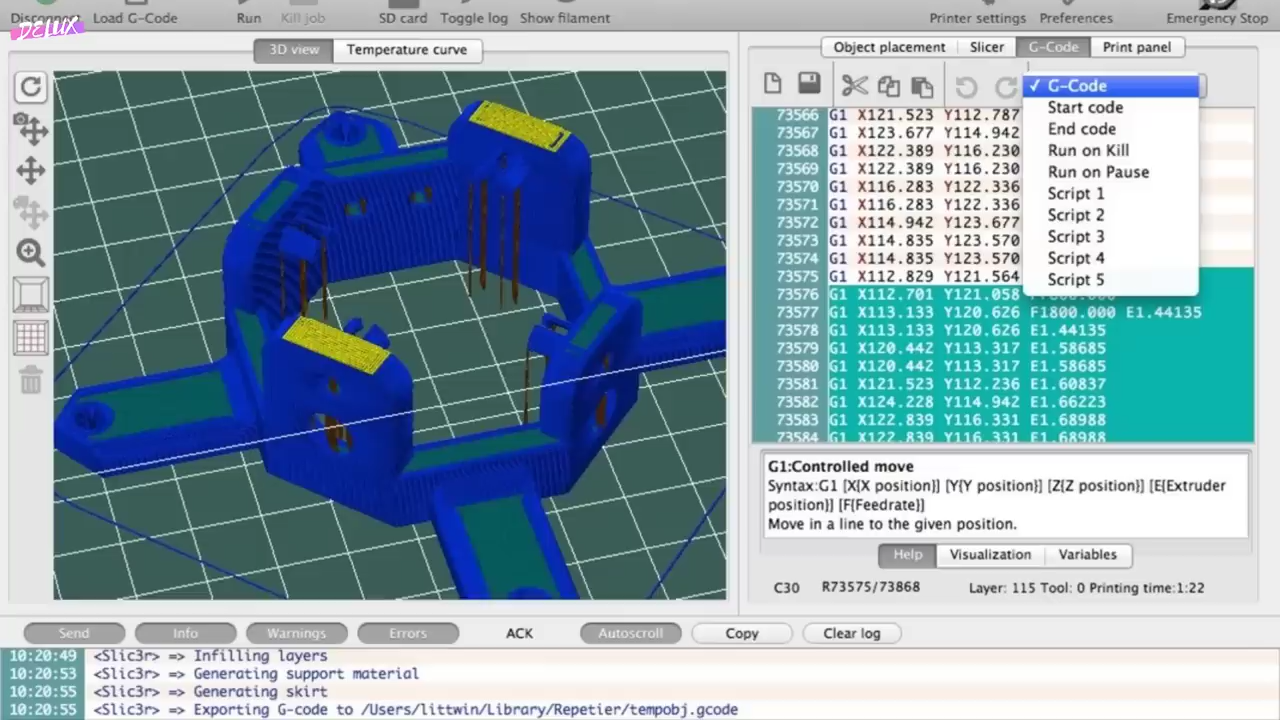 Disconnect Load G-Code Run Kill job SD card Toggle log Show filament Printer settings Preferences Emergency Stop
DELUX
3D view Temperature curve
Object placement Slicer G-Code Print panel
✓ G-Code
Start code
End code
Run on Kill
Run on Pause
Script 1
Script 2
Script 3
Script 4
Script 5
73566 G1 X121.523 Y112.787
73567 G1 X123.677 Y114.942
73568 G1 X122.389 Y116.230
73569 G1 X122.389 Y116.230
73570 G1 X116.283 Y122.336
73571 G1 X116.283 Y122.336
73572 G1 X114.942 Y123.677
73573 G1 X114.835 Y123.570
73574 G1 X114.835 Y123.570
73575 G1 X112.829 Y121.564
73576 G1 X112.701 Y121.058 F1800.000
73577 G1 X113.133 Y120.626 F1800.000 E1.44135
73578 G1 X113.133 Y120.626 E1.44135
73579 G1 X120.442 Y113.317 E1.58685
73580 G1 X120.442 Y113.317 E1.58685
73581 G1 X121.523 Y112.236 E1.60837
73582 G1 X124.228 Y114.942 E1.66223
73583 G1 X122.839 Y116.331 E1.68988
73584 G1 X122.839 Y116.331 E1.68988
G1:Controlled move
Syntax:G1 [X{X position}] [Y{Y position}] [Z{Z position}] [E{Extruder
position}] [F{Feedrate}]
Move in a line to the given position.
Help Visualization Variables
C30 R73575/73868 Layer: 115 Tool: 0 Printing time:1:22
Send Info Warnings Errors ACK Autoscroll Copy Clear log
10:20:49 <Slic3r> => Infilling layers
10:20:53 <Slic3r> => Generating support material
10:20:55 <Slic3r> => Generating skirt
10:20:55 <Slic3r> => Exporting G-code to /Users/littwin/Library/Repetier/tempobj.gcode